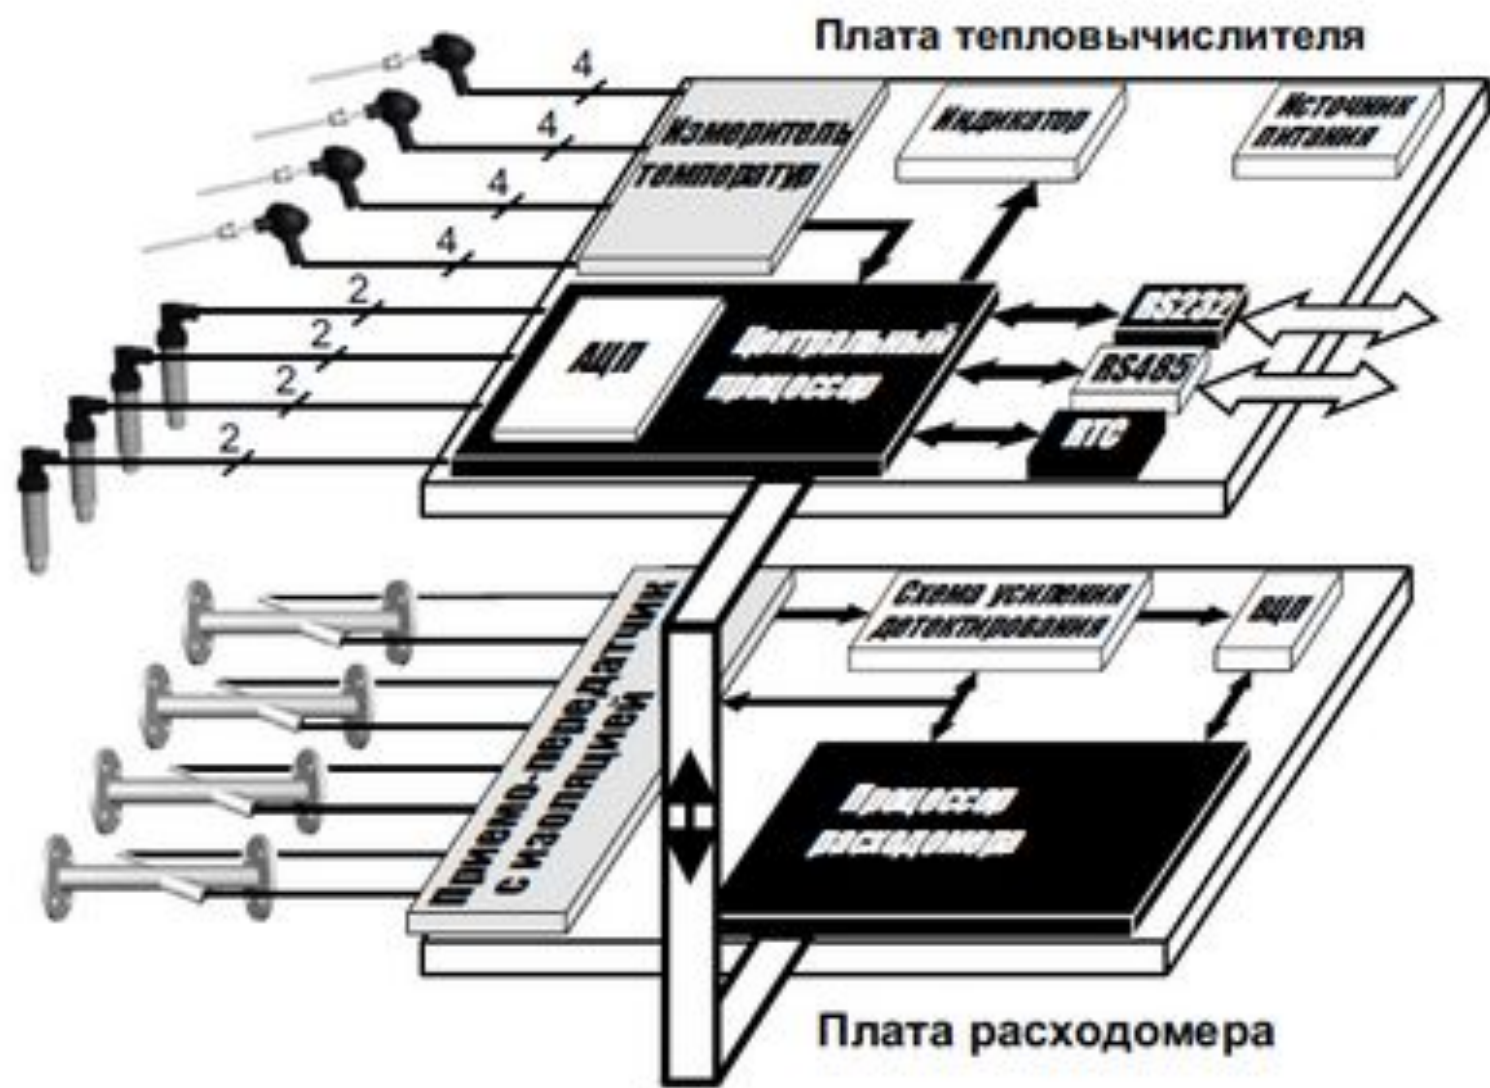 Плата тепловычислителя
4
4
4
4
2
2
2
2
Измеритель
температур
Индикатор
Источник
питания
АЦП
Центральный
процессор
RS232
RS485
RTC
Приемо-передатчик
с изоляцией
Схема усиления
детектирования
ВЦП
Процессор
расходомера
Плата расходомера